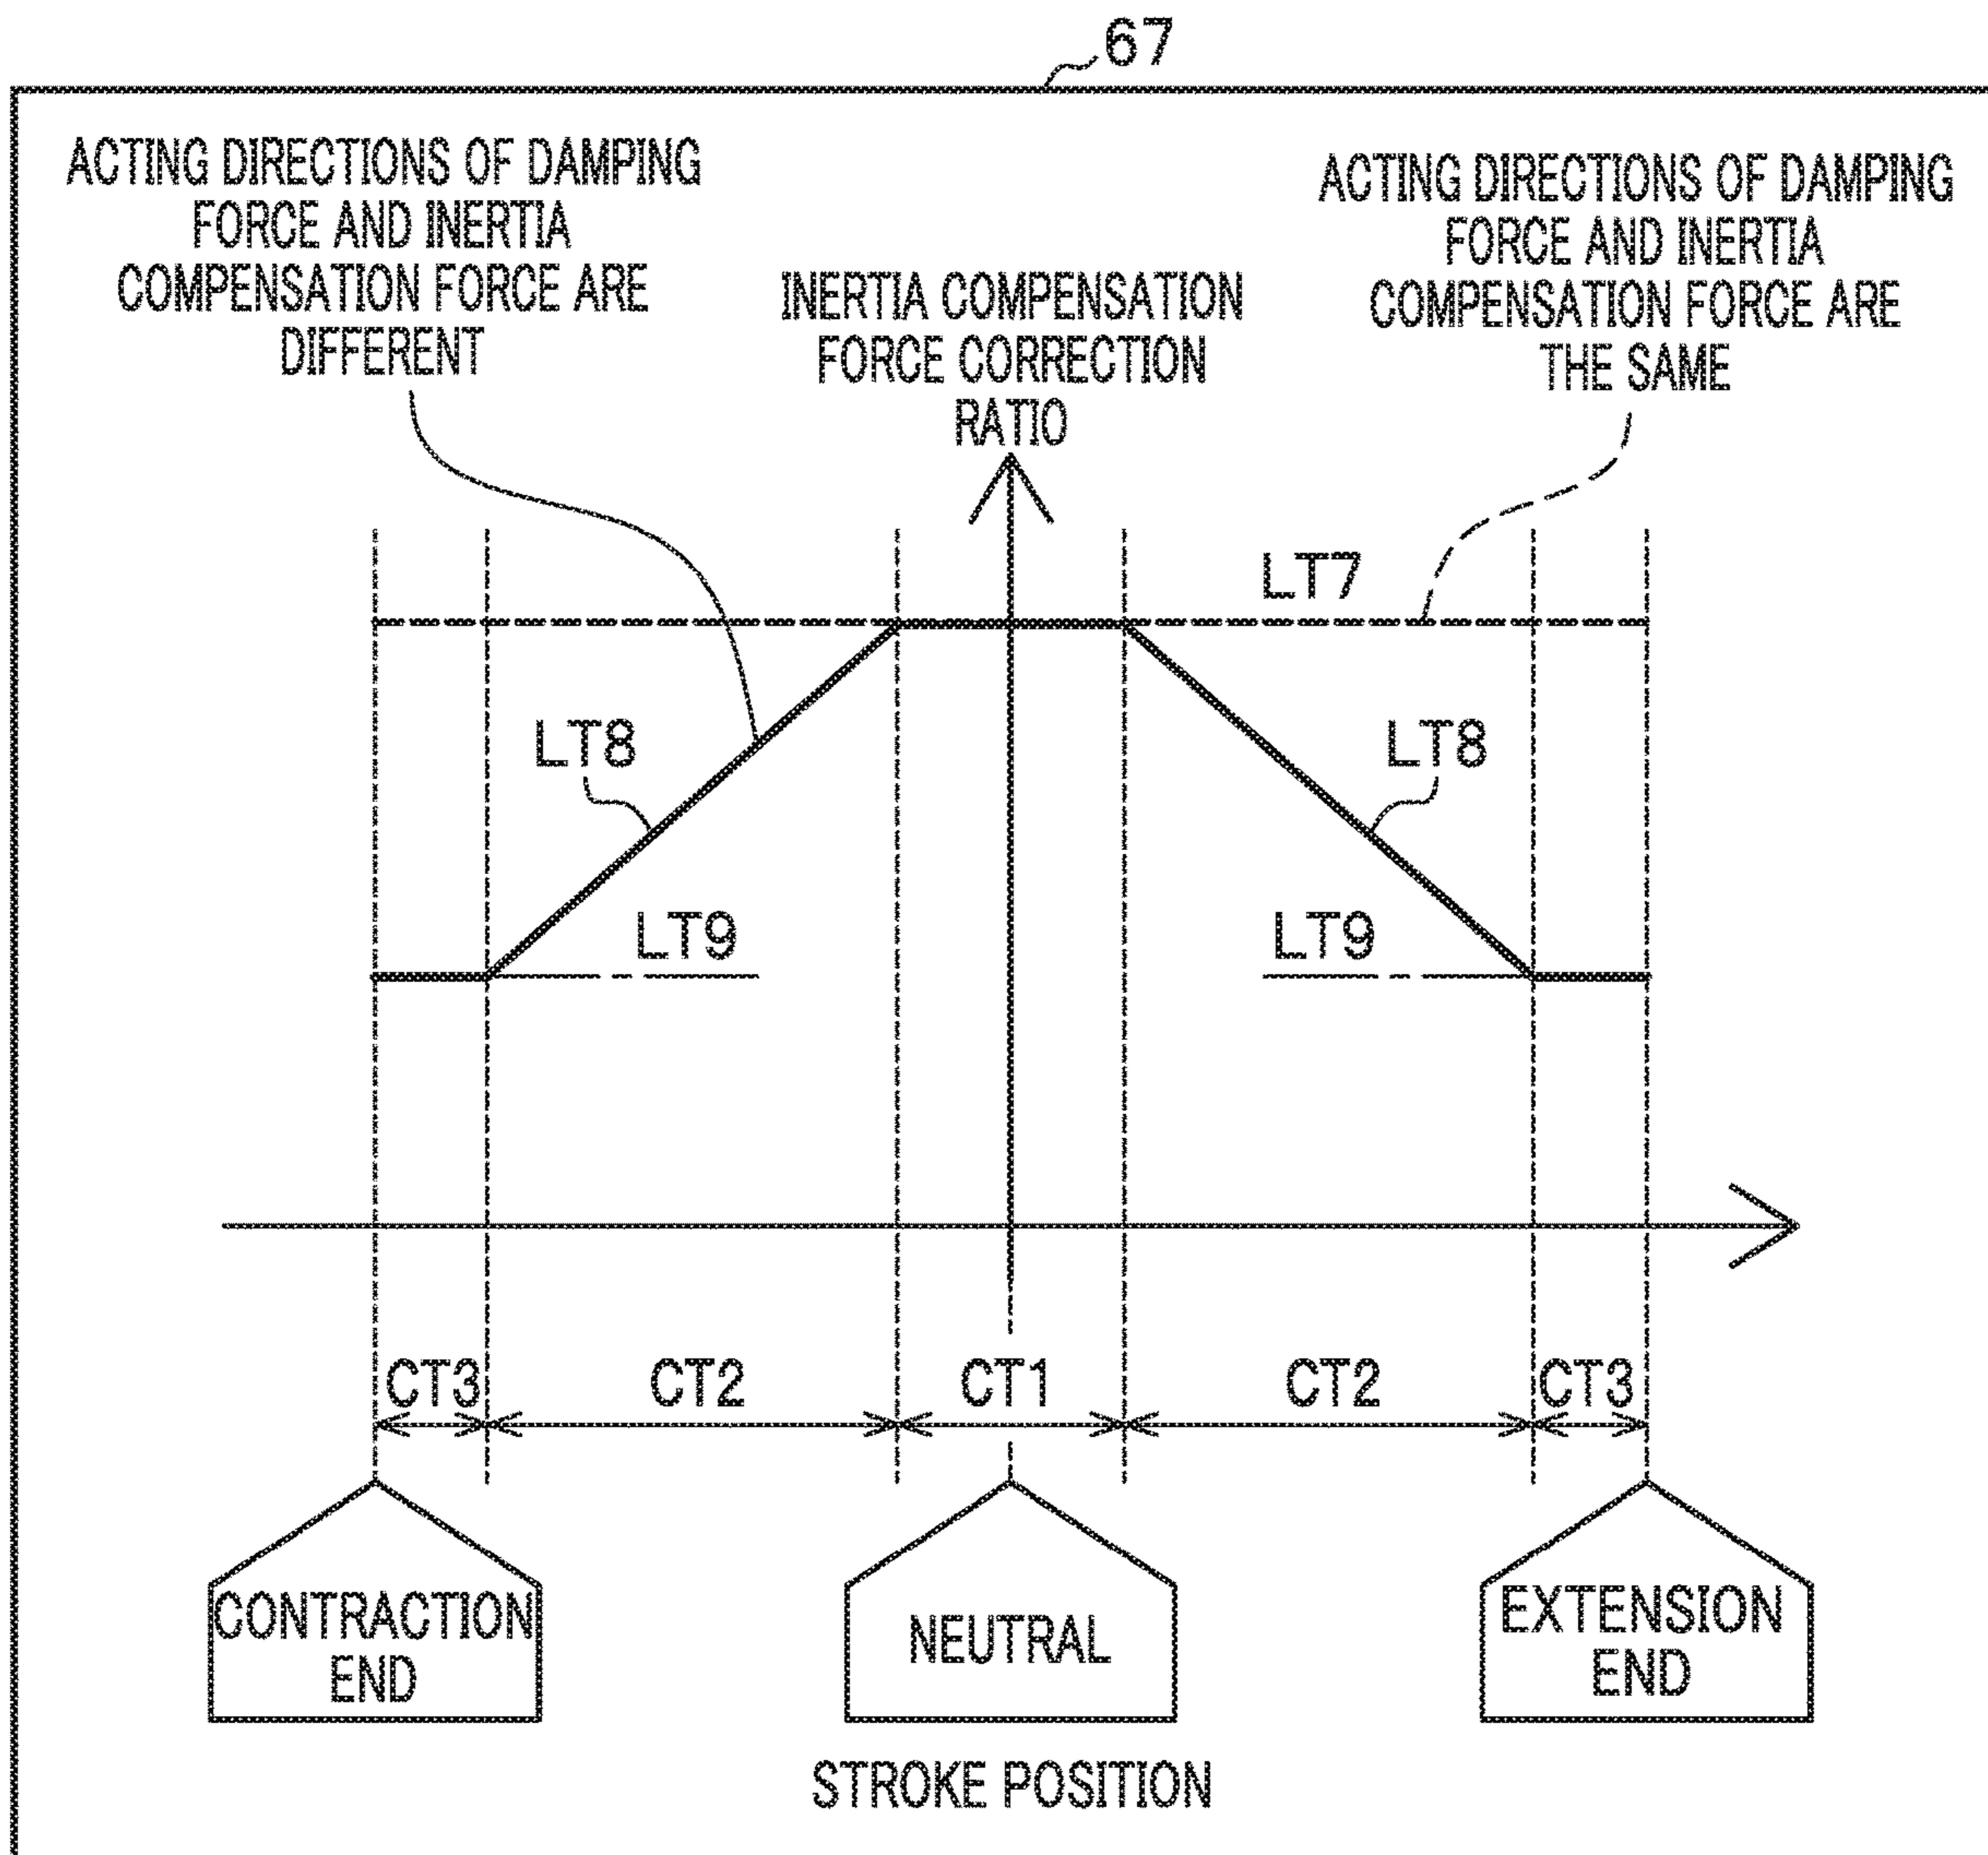 67
ACTING DIRECTIONS OF DAMPING
FORCE AND INERTIA
COMPENSATION FORCE ARE
DIFFERENT
INERTIA COMPENSATION
FORCE CORRECTION
RATIO
ACTING DIRECTIONS OF DAMPING
FORCE AND INERTIA
COMPENSATION FORCE ARE
THE SAME
LT7
LT8
LT8
LT9
LT9
CT3
CT2
CT1
CT2
CT3
CONTRACTION
END
NEUTRAL
EXTENSION
END
STROKE POSITION